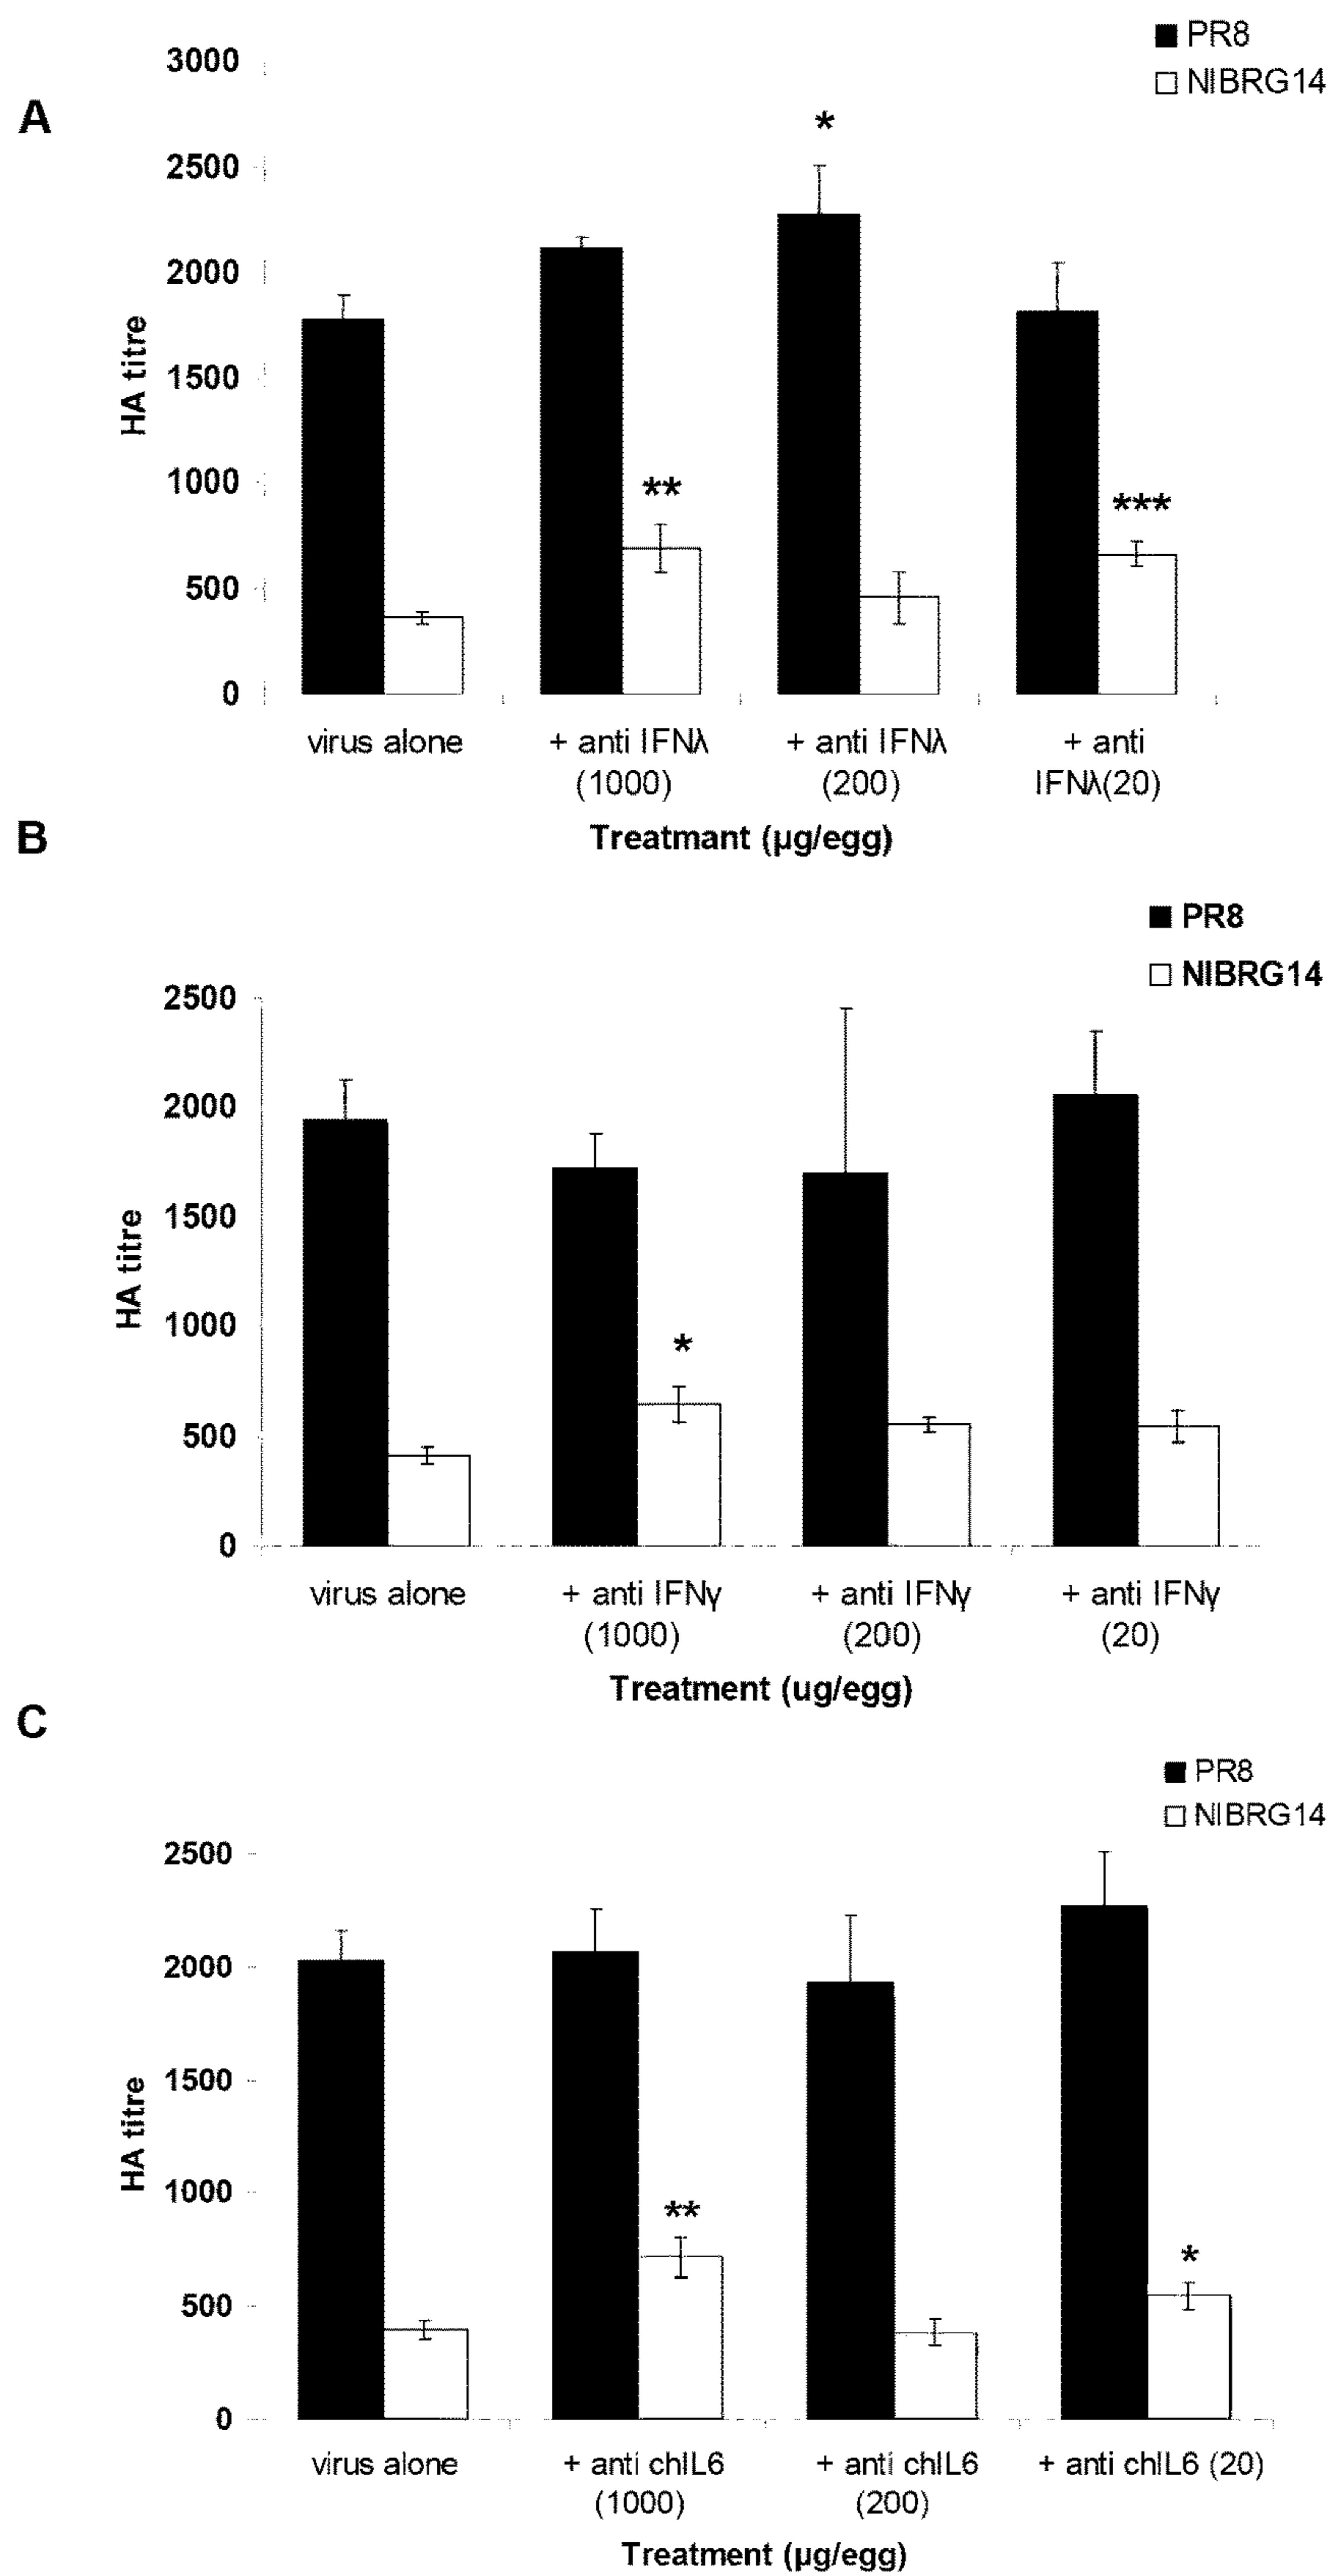 A
PR8
NIBRG14
3000
2500
2000
1500
1000
500
0
HA titre
*
**
***
virus alone
+ anti IFNλ
(1000)
+ anti IFNλ
(200)
+ anti
IFNλ(20)
Treatmant (µg/egg)
B
PR8
NIBRG14
2500
2000
1500
1000
500
0
HA titre
*
virus alone
+ anti IFNγ
(1000)
+ anti IFNγ
(200)
+ anti IFNγ
(20)
Treatment (ug/egg)
C
PR8
NIBRG14
2500
2000
1500
1000
500
0
HA titre
**
*
virus alone
+ anti chIL6
(1000)
+ anti chIL6
(200)
+ anti chIL6 (20)
Treatment (µg/egg)